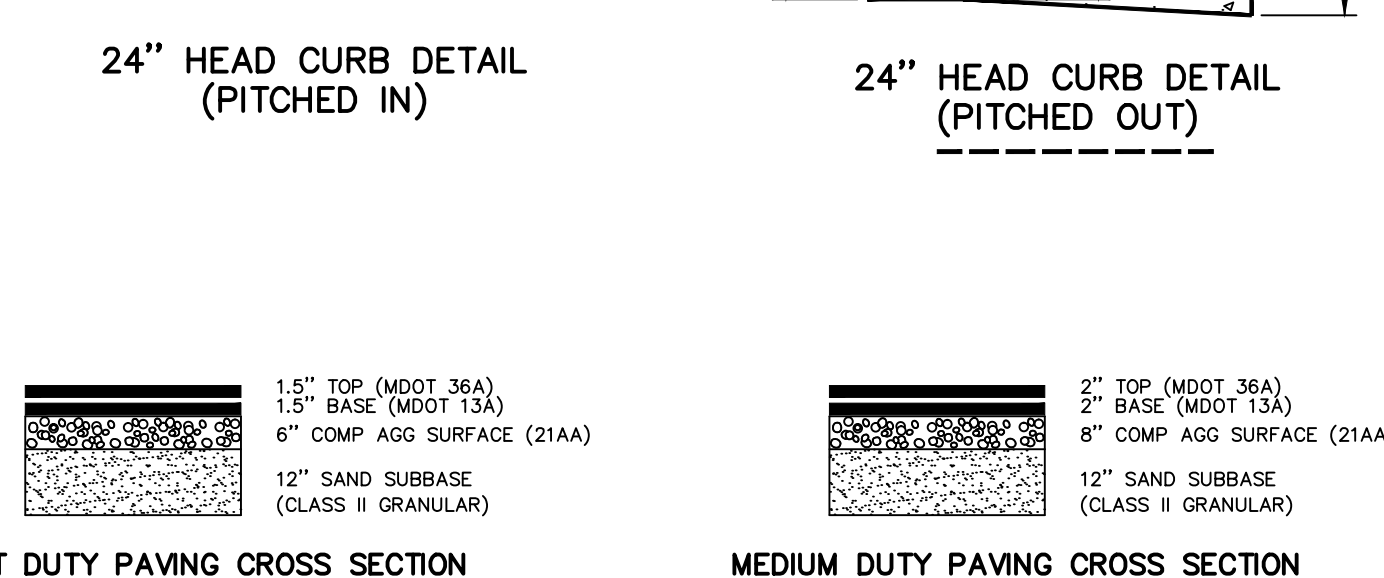 24” HEAD CURB DETAIL
(PITCHED IN)
24” HEAD CURB DETAIL
(PITCHED OUT)
1.5” TOP (MDOT 36A)
1.5” BASE (MDOT 13A)
6” COMP AGG SURFACE (21AA)
12” SAND SUBBASE
(CLASS II GRANULAR)
DUTY PAVING CROSS SECTION
2” TOP (MDOT 36A)
2” BASE (MDOT 13A)
8” COMP AGG SURFACE (21AA
12” SAND SUBBASE
(CLASS II GRANULAR)
MEDIUM DUTY PAVING CROSS SECTION